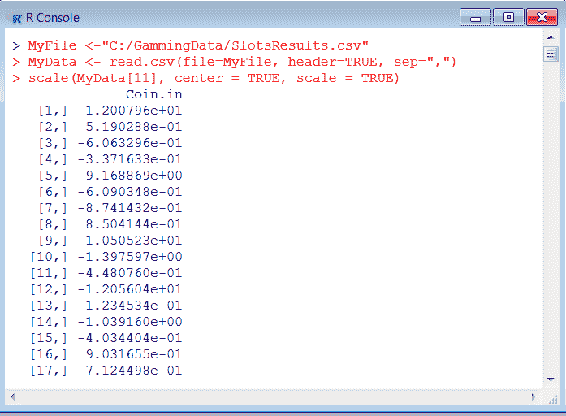 R Console
> MyFile <-"C:/GammingData/SlotsResults.csv"
> MyData <- read.csv(file=MyFile, header=TRUE, sep=",")
> scale(MyData[11], center = TRUE, scale = TRUE)
Coin.in
[1,] 1.200796e+01
[2,] 5.190288e-01
[3,] -6.063296e-01
[4,] -3.371633e-01
[5,] 9.168869e+00
[6,] -6.090348e-01
[7,] -8.741432e-01
[8,] 8.504144e-01
[9,] 1.050523e+01
[10,] -1.397597e+00
[11,] -4.480760e-01
[12,] -1.205604e+01
[13,] 1.234534e-01
[14,] -1.039160e+00
[15,] -4.034404e-01
[16,] 9.031655e-01
[17,] 7.124498e-01